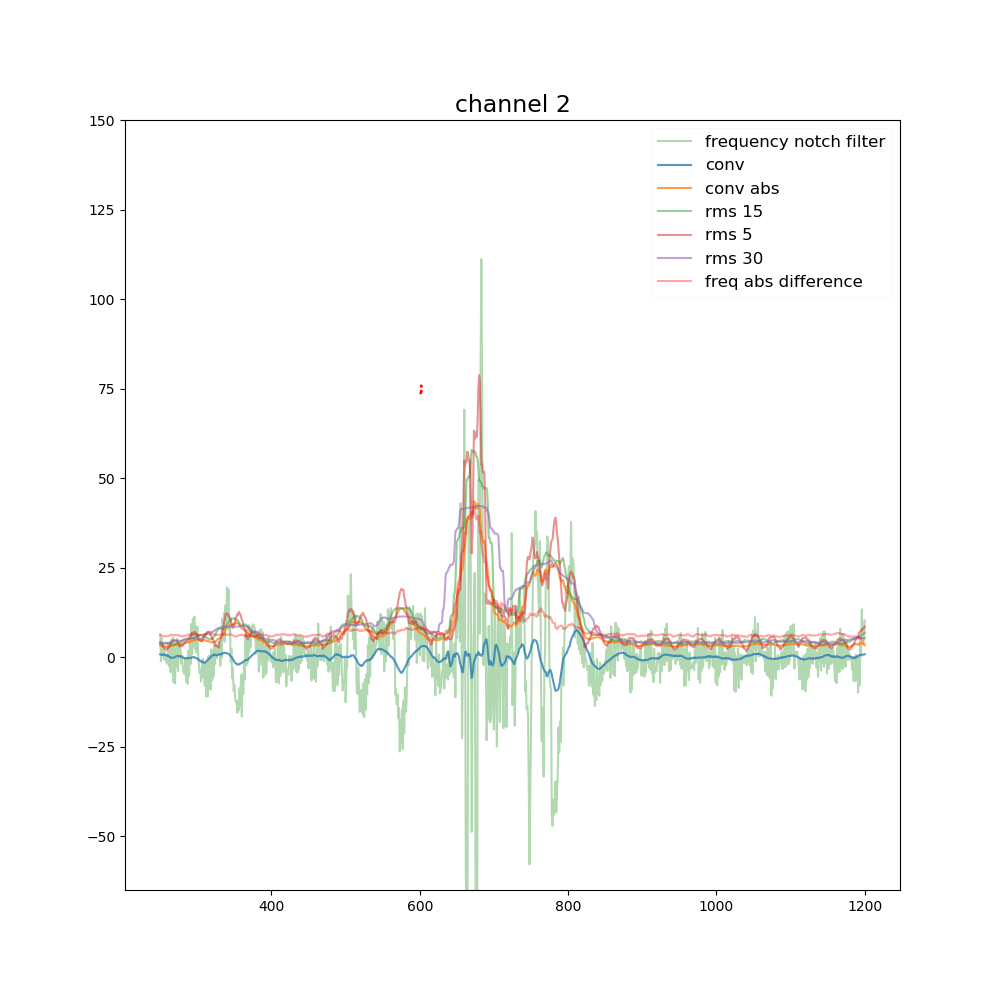 channel 2
150
125
100
75
50
25
0
−25
−50
400 600 800 1000 1200
frequency notch filter
conv
conv abs
rms 15
rms 5
rms 30
freq abs difference
;